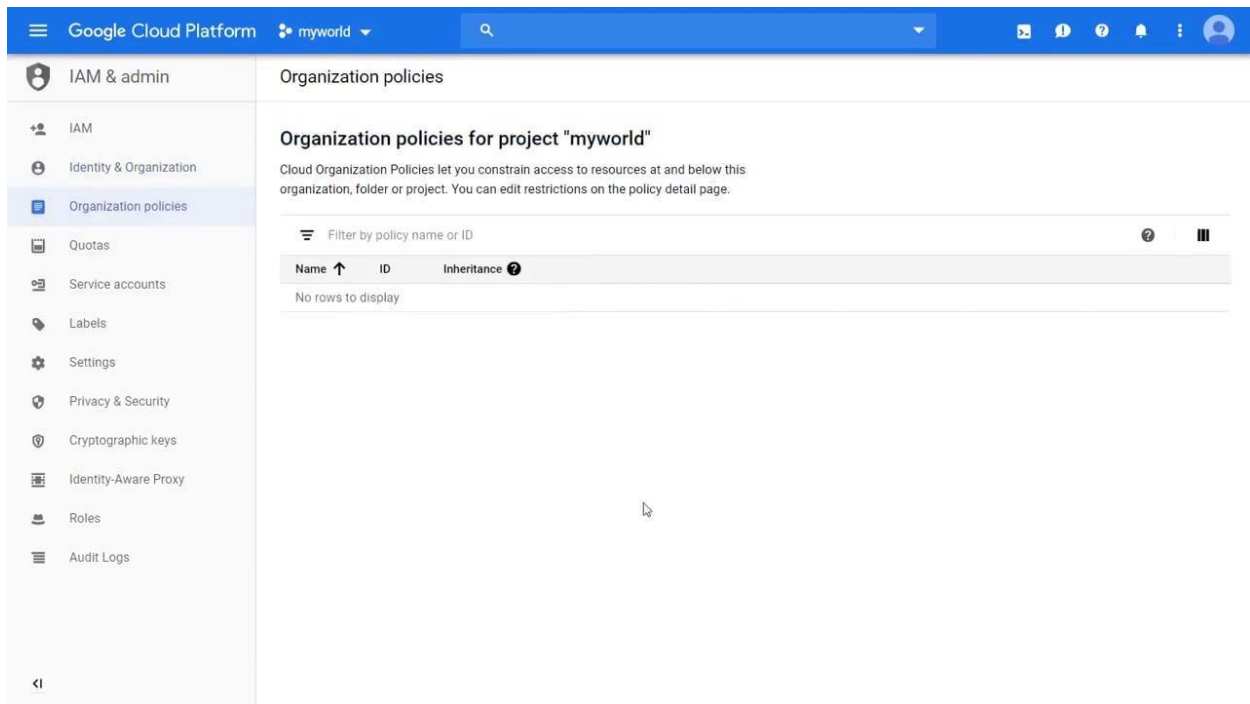 Google Cloud Platform
myworld
IAM & admin
Organization policies
IAM
Identity & Organization
Organization policies
Quotas
Service accounts
Labels
Settings
Privacy & Security
Cryptographic keys
Identity-Aware Proxy
Roles
Audit Logs
Organization policies for project "myworld"
Cloud Organization Policies let you constrain access to resources at and below this
organization, folder or project. You can edit restrictions on the policy detail page.
Filter by policy name or ID
Name ID Inheritance
No rows to display